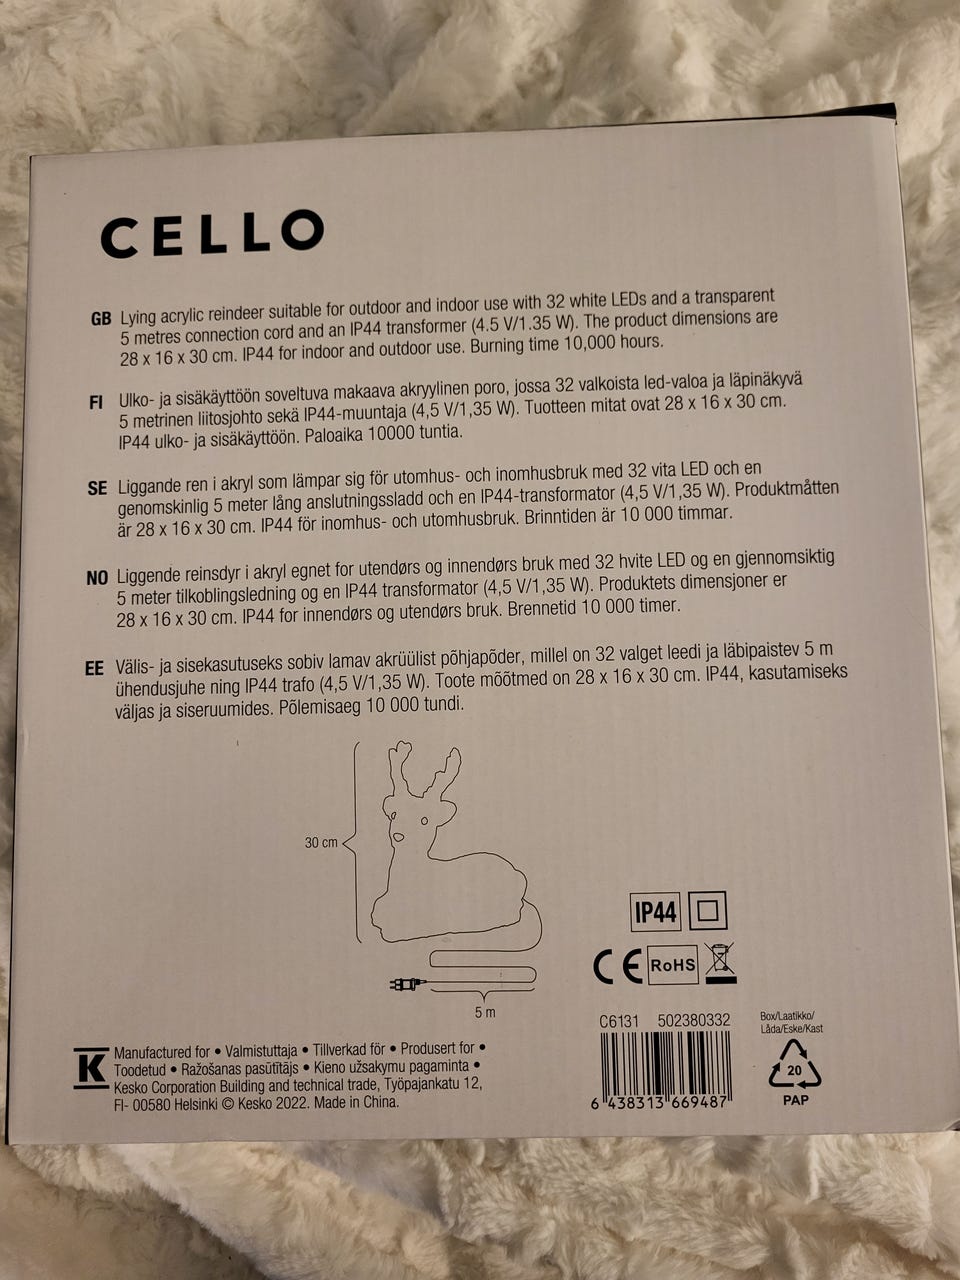 CELLO
GB Lying acrylic reindeer suitable for outdoor and indoor use with 32 white LEDs and a transparent
5 metres connection cord and an IP44 transformer (4.5 V/1.35 W). The product dimensions are
28 x 16 x 30 cm. IP44 for indoor and outdoor use. Burning time 10,000 hours.
FI Ulko- ja sisäkäyttöön soveltuva makaava akryylinen poro, jossa 32 valkoista led-valoa ja läpinäkyvä
5 metrinen liitosjohto sekä IP44-muuntaja (4,5 V/1,35 W). Tuotteen mitat ovat 28 x 16 x 30 cm.
IP44 ulko- ja sisäkäyttöön. Paloaika 10000 tuntia.
SE Liggande ren i akryl som lämpar sig för utomhus- och inomhusbruk med 32 vita LED och en
genomskinlig 5 meter lång anslutningssladd och en IP44-transformator (4,5 V/1,35 W). Produktmåtten
är 28 x 16 x 30 cm. IP44 för inomhus- och utomhusbruk. Brinntiden är 10 000 timmar.
NO Liggende reinsdyr i akryl egnet for utendørs og innendørs bruk med 32 hvite LED og en gjennomsiktig
5 meter tilkoblingsledning og en IP44 transformator (4,5 V/1,35 W). Produktets dimensjoner er
28 x 16 x 30 cm. IP44 for innendørs og utendørs bruk. Brennetid 10 000 timer.
EE Välis- ja sisekasutuseks sobiv lamav akrüülist põhjapõder, millel on 32 valget leedi ja läbipaistev 5 m
ühendusjuhe ning IP44 trafo (4,5 V/1,35 W). Toote mõõtmed on 28 x 16 x 30 cm. IP44, kasutamiseks
väljas ja siseruumides. Põlemisaeg 10 000 tundi.
30 cm
5 m
IP44
CE RoHS
C6131 502380332
6 438313 669487
Box/Laatikko/
Låda/Eske/Kast
20
PAP
K
Manufactured for • Valmistuttaja • Tillverkad för • Produsert for •
Toodetud • Ražošanas pasūtītājs • Kieno užsakymu pagaminta •
Kesko Corporation Building and technical trade, Työpajankatu 12,
FI- 00580 Helsinki © Kesko 2022. Made in China.